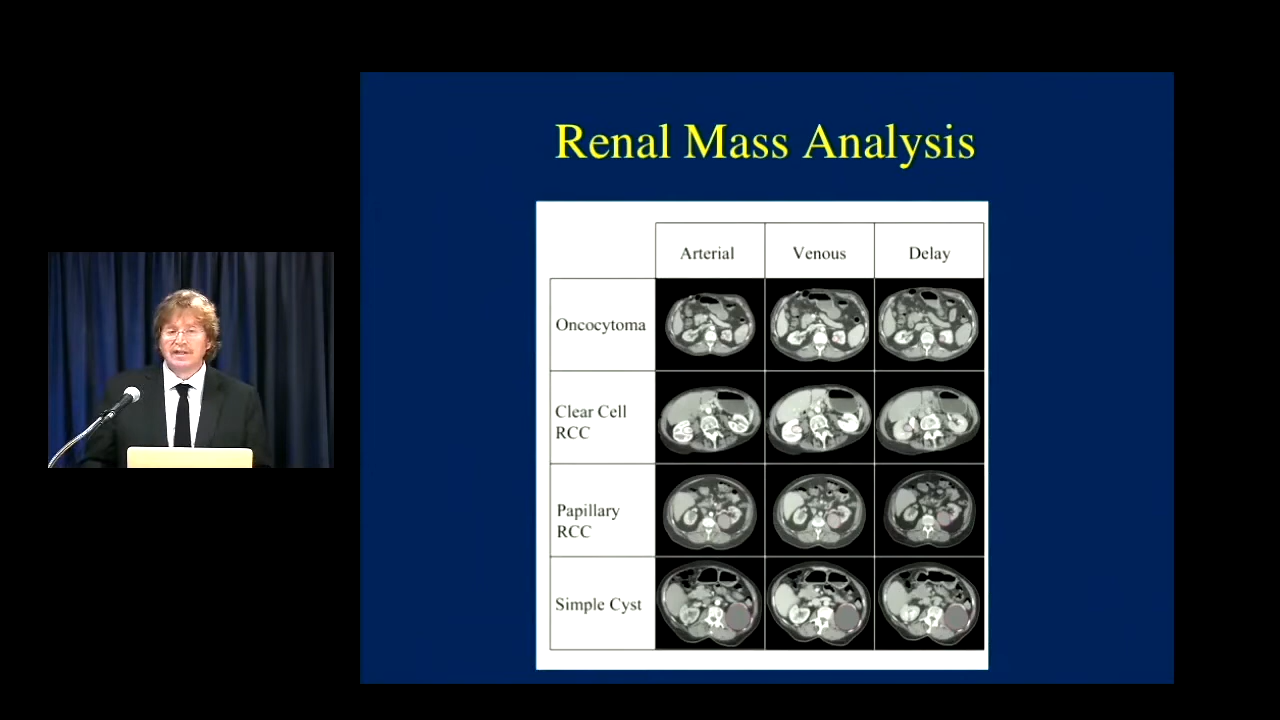 Renal Mass Analysis
Arterial Venous Delay
Oncocytoma
Clear Cell
RCC
Papillary
RCC
Simple Cyst